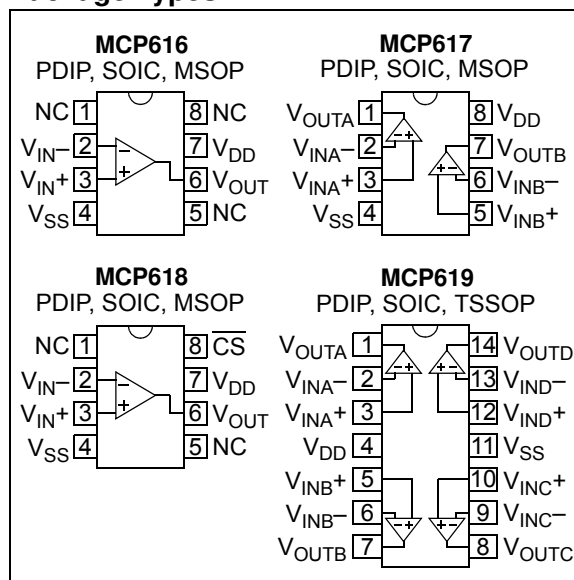 MCP616
PDIP, SOIC, MSOP
NC 1
8 NC
VIN– 2
7 VDD
VIN+ 3
6 VOUT
VSS 4
5 NC
MCP617
PDIP, SOIC, MSOP
VOUTA 1
8 VDD
VINA– 2
7 VOUTB
VINA+ 3
6 VINB–
VSS 4
5 VINB+
MCP618
PDIP, SOIC, MSOP
NC 1
8 CS
VIN– 2
7 VDD
VIN+ 3
6 VOUT
VSS 4
5 NC
MCP619
PDIP, SOIC, TSSOP
VOUTA 1
14 VOUTD
VINA– 2
13 VIND–
VINA+ 3
12 VIND+
VDD 4
11 VSS
VINB+ 5
10 VINC+
VINB– 6
9 VINC–
VOUTB 7
8 VOUTC